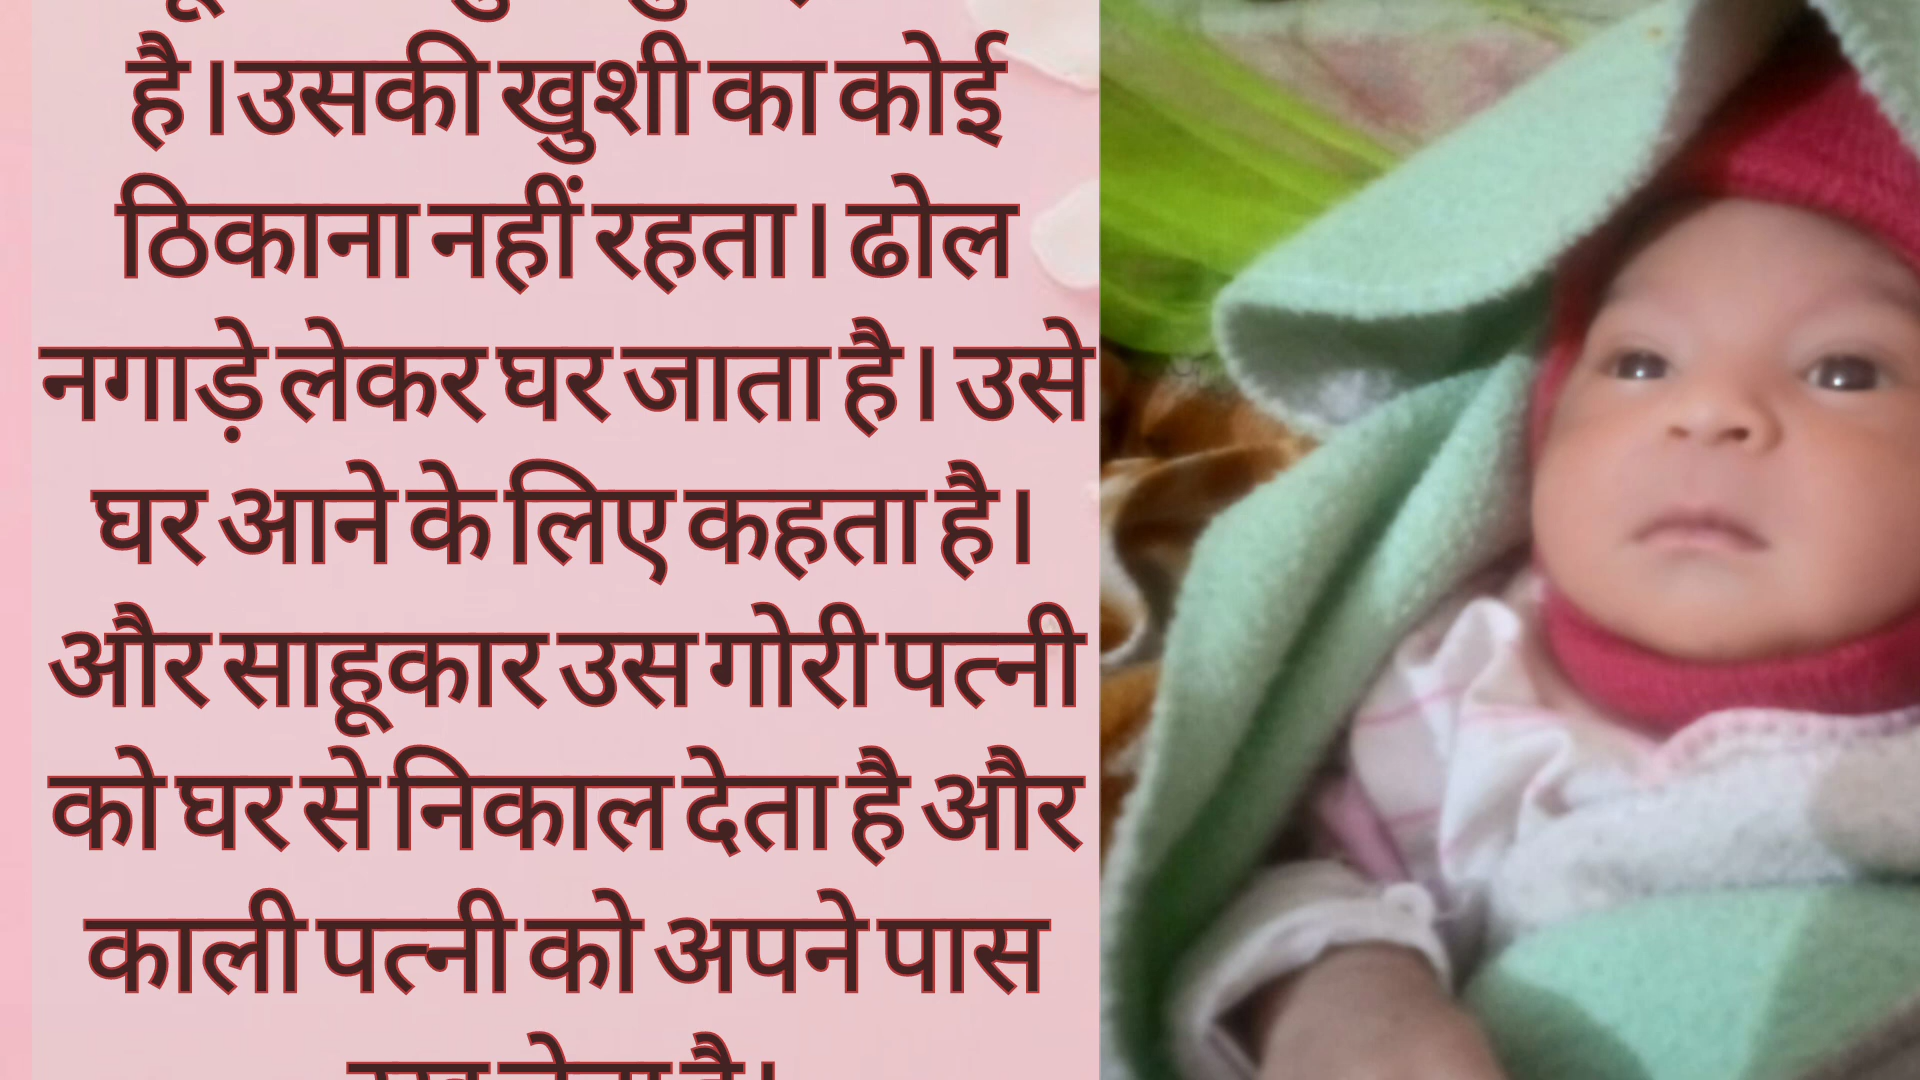 है।उसकी खुशी का कोई
ठिकाना नहीं रहता। ढोल
नगाड़े लेकर घर जाता है। उसे
घर आने के लिए कहता है।
और साहूकार उस गोरी पत्नी
को घर से निकाल देता है और
काली पत्नी को अपने पास